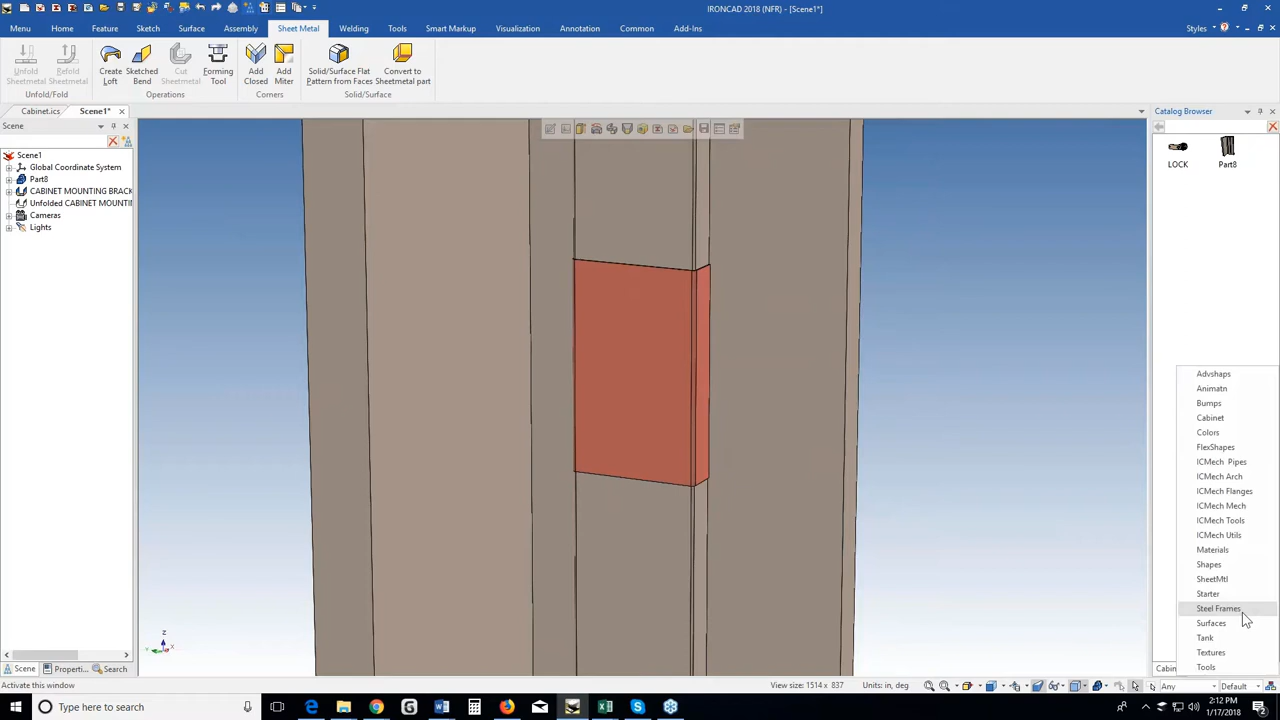 IRONCAD 2018 (NFR) - [Scene1*]
Menu Home Feature Sketch Surface Assembly Sheet Metal Welding Tools Smart Markup Visualization Annotation Common Add-Ins Styles
Unfold Sheetmetal
Refold Sheetmetal
Create Loft
Sketched Bend
Cut Sheetmetal
Forming Tool
Add Closed
Add Miter
Solid/Surface Flat Pattern from Faces
Convert to Sheetmetal part
Unfold/Fold Operations Corners Solid/Surface
Cabinet.ics Scene1*
Scene
Scene1
Global Coordinate System
Part8
CABINET MOUNTING BRACK
Unfolded CABINET MOUNTI
Cameras
Lights
Catalog Browser
LOCK Part8
Advshaps
Animatn
Bumps
Cabinet
Colors
FlexShapes
ICMech Pipes
ICMech Arch
ICMech Flanges
ICMech Mech
ICMech Tools
ICMech Utils
Materials
Shapes
SheetMtl
Starter
Steel Frames
Surfaces
Tank
Textures
Tools
Cabin
z
x
Scene Properti... Search
Activate this window
View size: 1514 x 837 Units: in, deg
Any Default
Type here to search
2:12 PM
1/17/2018